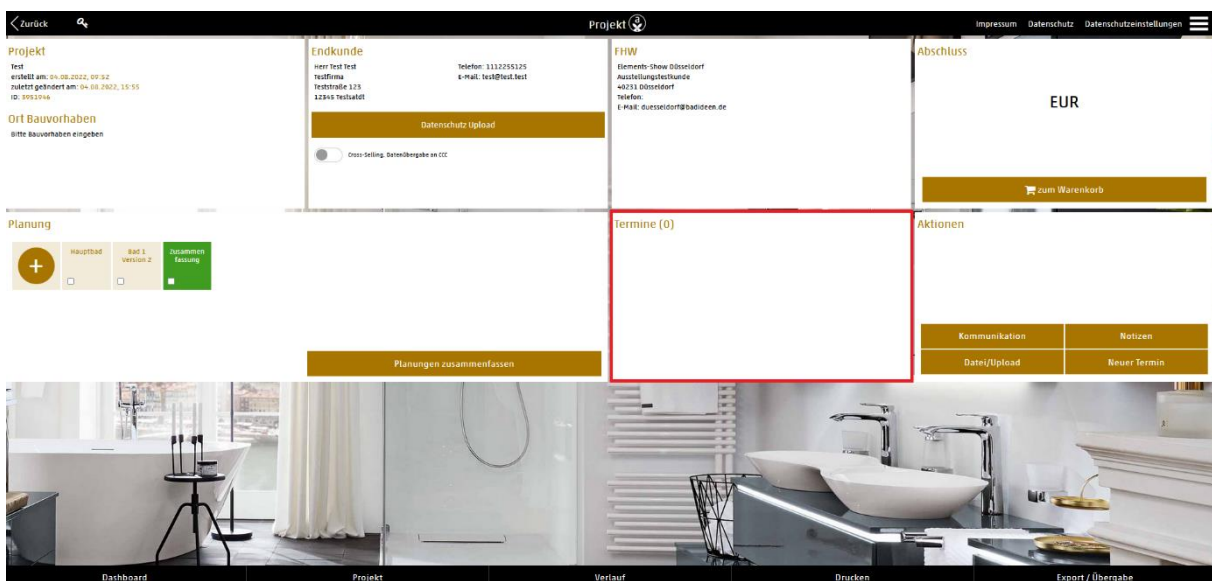 Zurück
Projekt
Impressum Datenschutz Datenschutzeinstellungen
Projekt
Test
erstellt am: 04.08.2022, 09:52
zuletzt geändert am: 04.08.2022, 15:55
ID: 5951946
Ort Bauvorhaben
Bitte Bauvorhaben eingeben
Endkunde
Herr Test Test
Testfirma
Teststraße 123
12345 Testsatdt
Telefon: 1112255125
E-Mail: test@test.test
Datenschutz Upload
Cross-Selling, Datenübergabe an CCC
FHW
Elements-Show Düsseldorf
Ausstellungstestkunde
40231 Düsseldorf
Telefon:
E-Mail: duesseldorf@badideen.de
Abschluss
EUR
zum Warenkorb
Planung
+
Hauptbad
Bad 1
Version 2
Zusammen
fassung
Planungen zusammenfassen
Termine (0)
Aktionen
Kommunikation
Notizen
Datei/Upload
Neuer Termin
Dashboard
Projekt
Verlauf
Drucken
Export / Übergabe